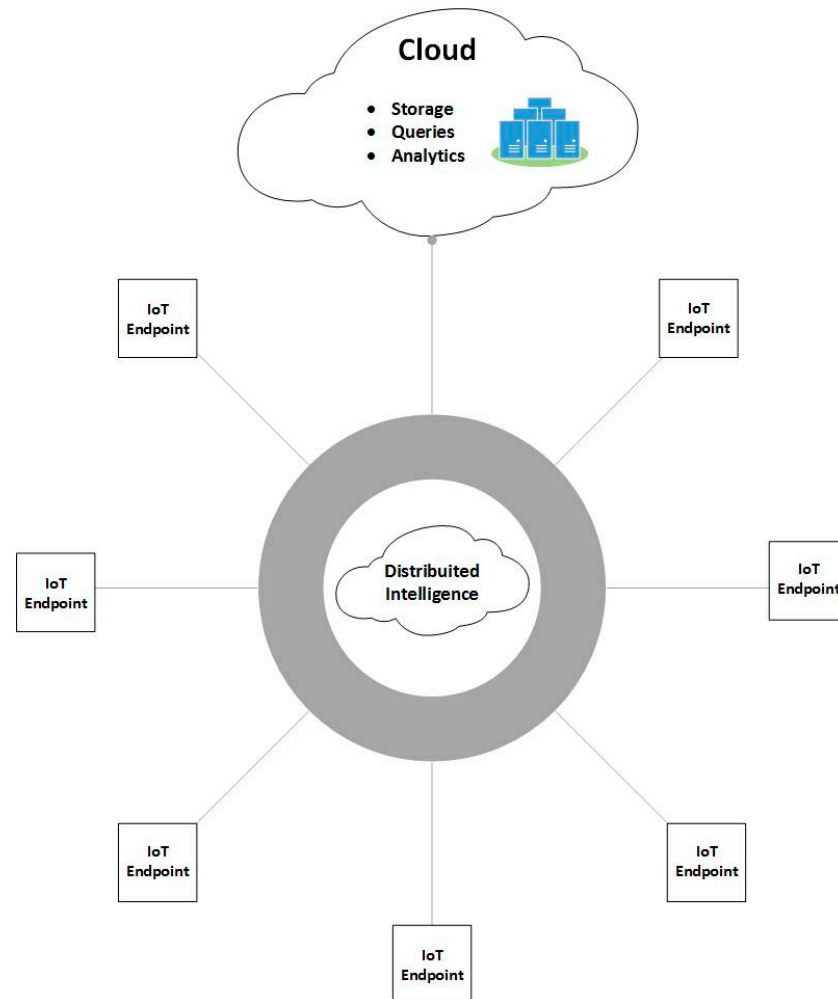 Cloud
• Storage
• Queries
• Analytics
IoT
Endpoint
IoT
Endpoint
Distribuited
Intelligence
IoT
Endpoint
IoT
Endpoint
IoT
Endpoint
IoT
Endpoint
IoT
Endpoint